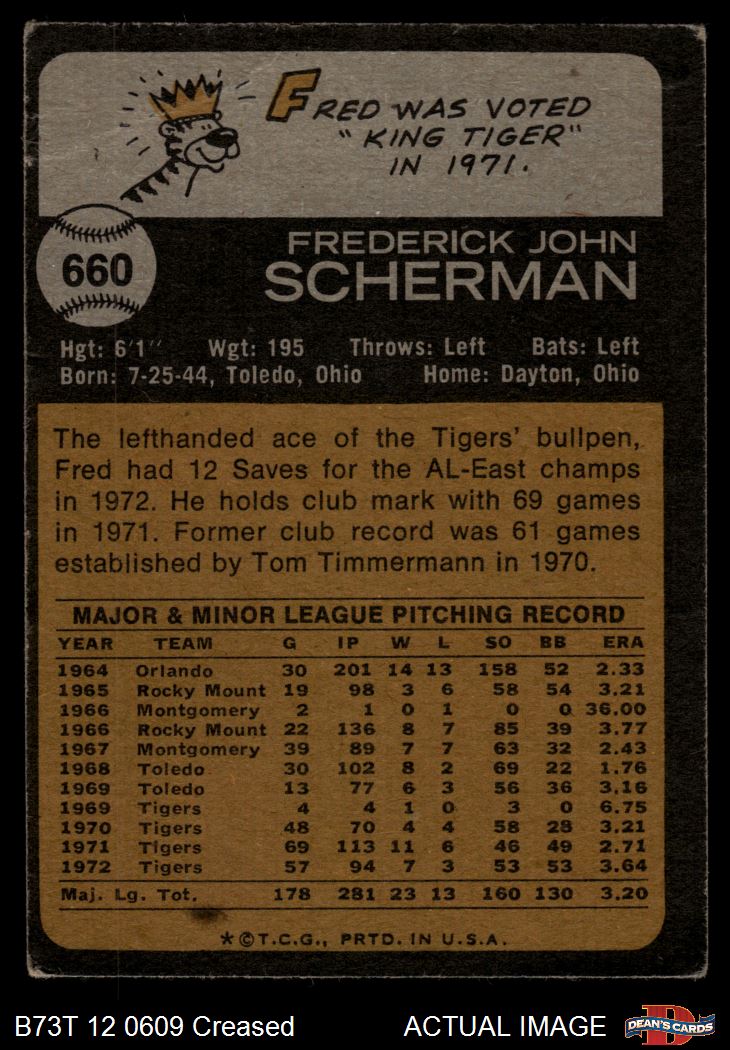 FRED WAS VOTED
"KING TIGER"
IN 1971.
660
FREDERICK JOHN
SCHERMAN
Hgt: 6'1" Wgt: 195 Throws: Left Bats: Left
Born: 7-25-44, Toledo, Ohio Home: Dayton, Ohio
The lefthanded ace of the Tigers' bullpen,
Fred had 12 Saves for the AL-East champs
in 1972. He holds club mark with 69 games
in 1971. Former club record was 61 games
established by Tom Timmermann in 1970.
MAJOR & MINOR LEAGUE PITCHING RECORD
YEAR TEAM G IP W L SO BB ERA
1964 Orlando 30 201 14 13 158 52 2.33
1965 Rocky Mount 19 98 3 6 58 54 3.21
1966 Montgomery 2 1 0 1 0 0 36.00
1966 Rocky Mount 22 136 8 7 85 39 3.77
1967 Montgomery 39 89 7 7 63 32 2.43
1968 Toledo 30 102 8 2 69 22 1.76
1969 Toledo 13 77 6 3 56 36 3.16
1969 Tigers 4 4 1 0 3 0 6.75
1970 Tigers 48 70 4 4 58 28 3.21
1971 Tigers 69 113 11 6 46 49 2.71
1972 Tigers 57 94 7 3 53 53 3.64
Maj. Lg. Tot. 178 281 23 13 160 130 3.20
*©T.C.G., PRTD. IN U.S.A.
B73T 12 0609 Creased ACTUAL IMAGE
D
DEAN'S CARDS